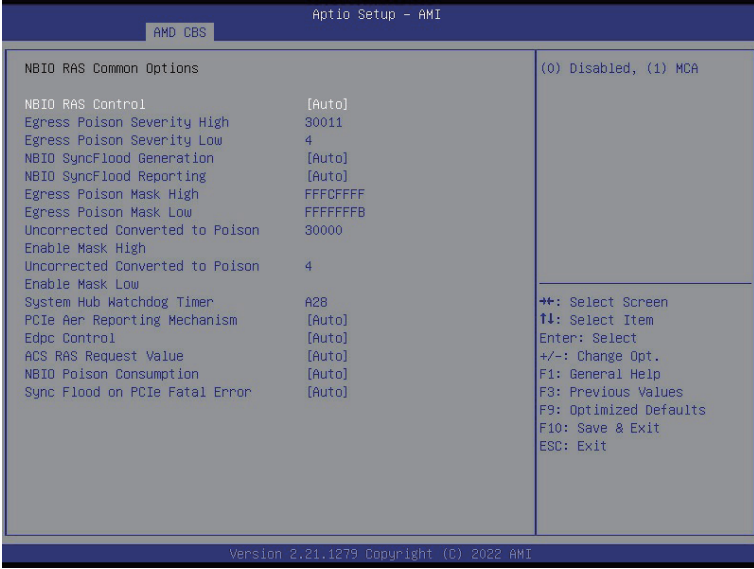 Aptio Setup – AMI
AMD CBS
NBIO RAS Common Options
(0) Disabled, (1) MCA
NBIO RAS Control [Auto]
Egress Poison Severity High 30011
Egress Poison Severity Low 4
NBIO SyncFlood Generation [Auto]
NBIO SyncFlood Reporting [Auto]
Egress Poison Mask High FFFCFFFF
Egress Poison Mask Low FFFFFFFB
Uncorrected Converted to Poison 30000
Enable Mask High
Uncorrected Converted to Poison 4
Enable Mask Low
System Hub Watchdog Timer A28
PCIe Aer Reporting Mechanism [Auto]
Edpc Control [Auto]
ACS RAS Request Value [Auto]
NBIO Poison Consumption [Auto]
Sync Flood on PCIe Fatal Error [Auto]
→←: Select Screen
↑↓: Select Item
Enter: Select
+/-: Change Opt.
F1: General Help
F3: Previous Values
F9: Optimized Defaults
F10: Save & Exit
ESC: Exit
Version 2.21.1279 Copyright (C) 2022 AMI